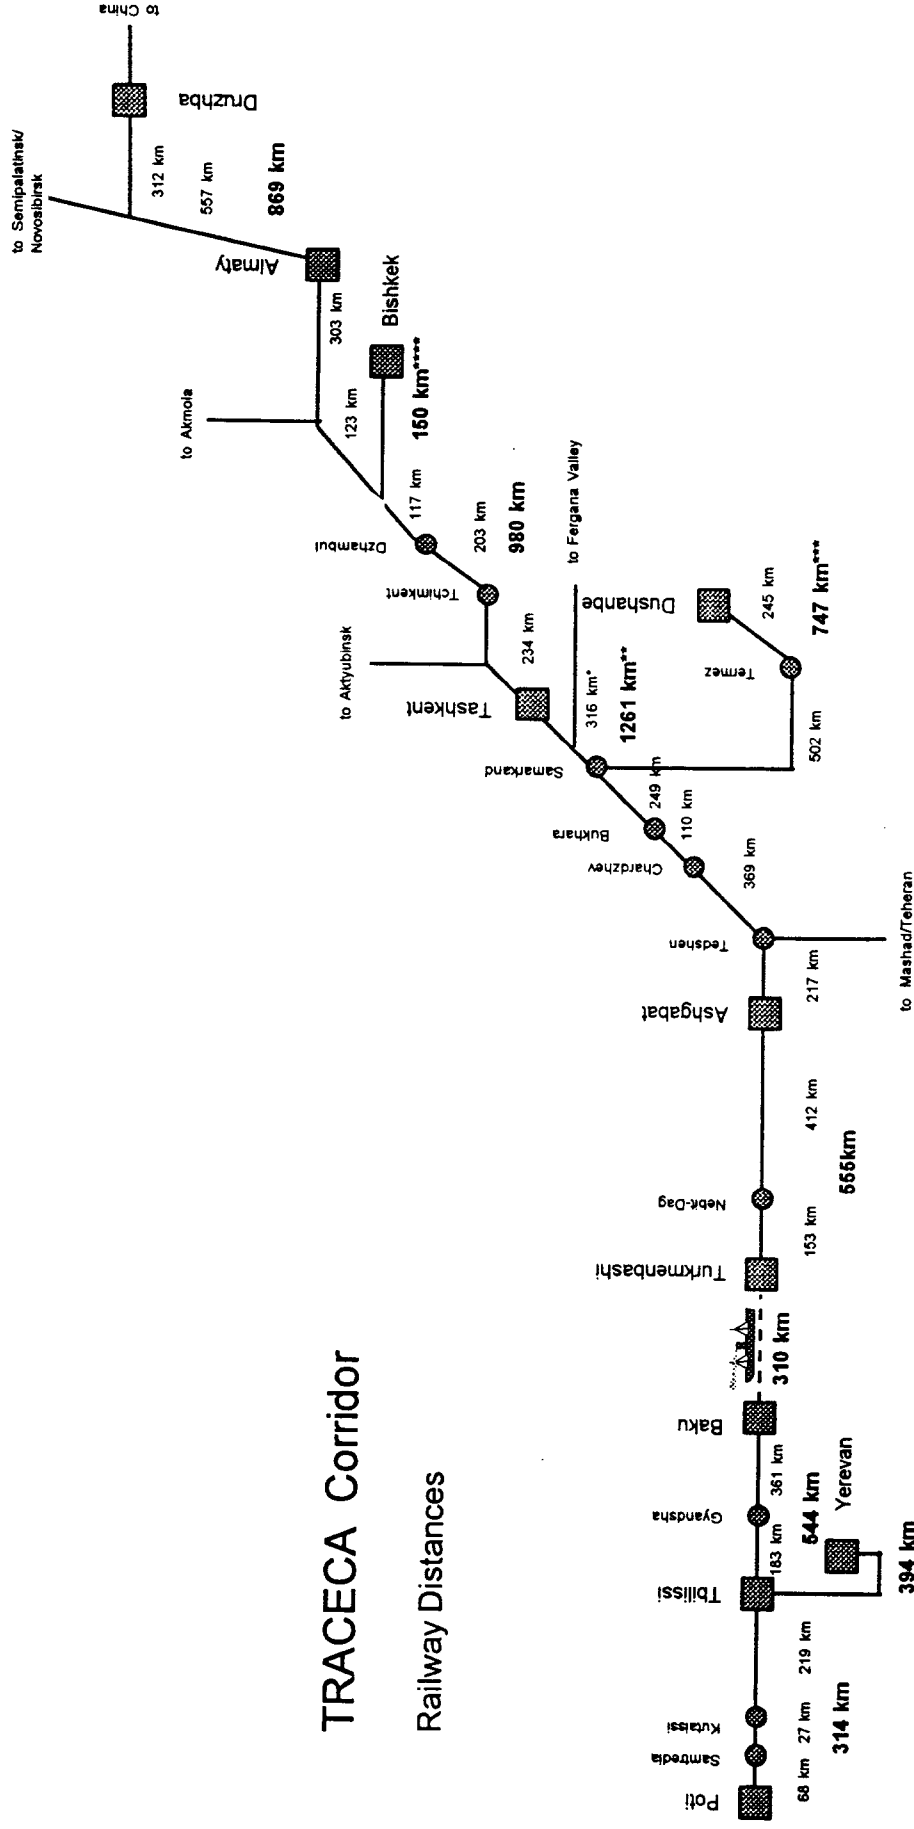 TRACECA Corridor
Railway Distances
Poti
68 km
Samtredia
27 km
Kutaissi
219 km
314 km
Tbilissi
394 km
Yerevan
183 km
Gyandsha
361 km
544 km
Baku
310 km
Turkmenbashi
153 km
Nebit-Dag
412 km
555km
Ashgabat
217 km
Tedshen
to Mashad/Teheran
369 km
Chardzhev
110 km
Bukhara
249 km
Samarkand
502 km
Termez
245 km
747 km***
Dushanbe
316 km*
1261 km**
to Fergana Valley
Tashkent
to Aktyubinsk
234 km
Tchimkent
203 km
980 km
Dzhambul
117 km
150 km****
Bishkek
123 km
to Akmola
303 km
Almaty
557 km
869 km
312 km
to Semipalatinsk/
Novosibirsk
Druzhba
to China